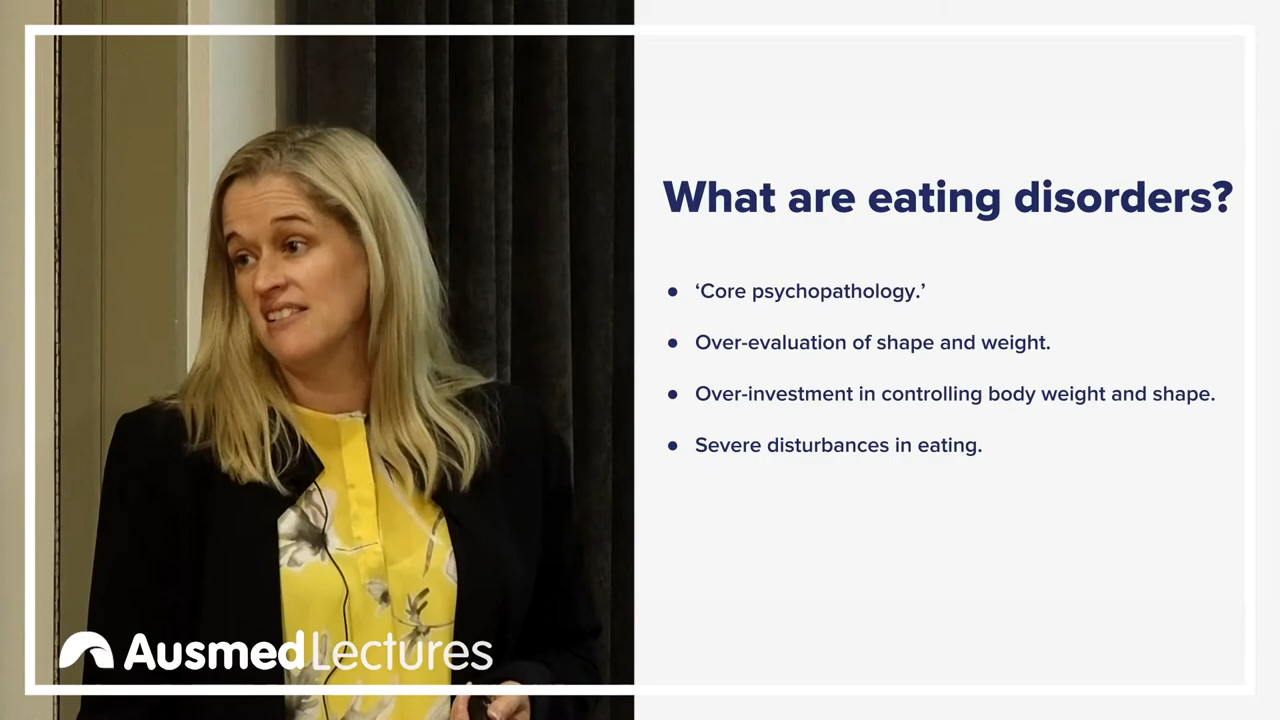 What are eating disorders?
● ‘Core psychopathology.’
● Over-evaluation of shape and weight.
● Over-investment in controlling body weight and shape.
● Severe disturbances in eating.
Ausmed Lectures